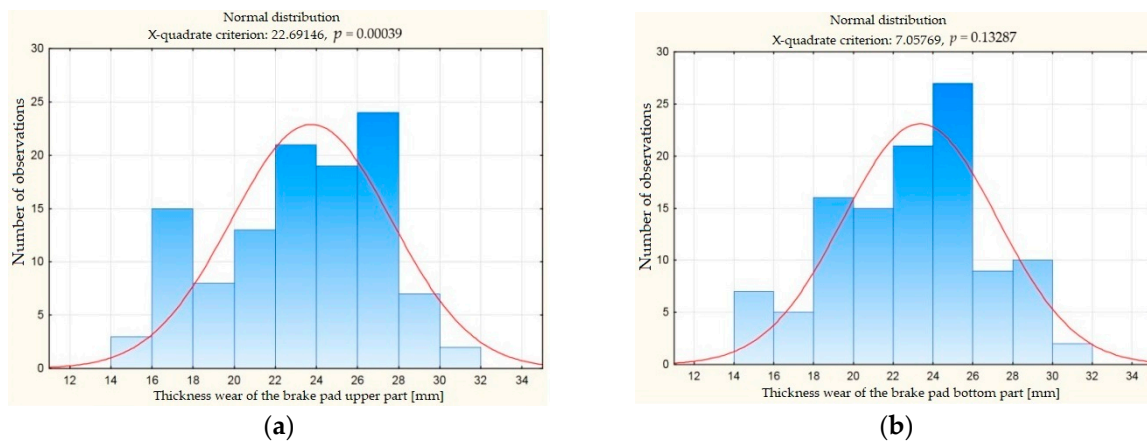 Normal distribution
X-quadrate criterion: 22.69146, p = 0.00039
30
25
20
15
10
5
0
Number of observations
12 14 16 18 20 22 24 26 28 30 32 34
Thickness wear of the brake pad upper part [mm]
(a)
Normal distribution
X-quadrate criterion: 7.05769, p = 0.13287
30
25
20
15
10
5
0
Number of observations
12 14 16 18 20 22 24 26 28 30 32 34
Thickness wear of the brake pad bottom part [mm]
(b)